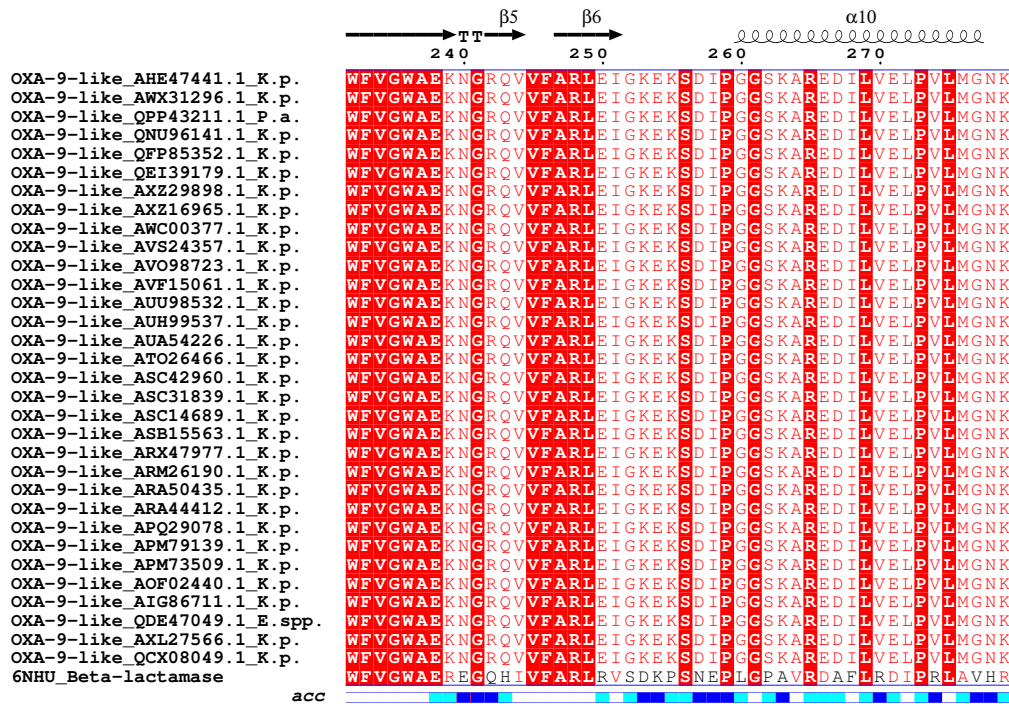 β5 β6 α10
TT
240 250 260 270
OXA-9-like_AHE47441.1_K.p. WFVGWAEKNGRQVVFARLEIGKEKSDIPGGSKAREDILVELPVLMGNK
OXA-9-like_AWX31296.1_K.p. WFVGWAEKNGRQVVFARLEIGKEKSDIPGGSKAREDILVELPVLMGNK
OXA-9-like_QPP43211.1_P.a. WFVGWAEKNGRQVVFARLEIGKEKSDIPGGSKAREDILVELPVLMGNK
OXA-9-like_QNU96141.1_K.p. WFVGWAEKNGRQVVFARLEIGKEKSDIPGGSKAREDILVELPVLMGNK
OXA-9-like_QFP85352.1_K.p. WFVGWAEKNGRQVVFARLEIGKEKSDIPGGSKAREDILVELPVLMGNK
OXA-9-like_QEI39179.1_K.p. WFVGWAEKNGRQVVFARLEIGKEKSDIPGGSKAREDILVELPVLMGNK
OXA-9-like_AXZ29898.1_K.p. WFVGWAEKNGRQVVFARLEIGKEKSDIPGGSKAREDILVELPVLMGNK
OXA-9-like_AXZ16965.1_K.p. WFVGWAEKNGRQVVFARLEIGKEKSDIPGGSKAREDILVELPVLMGNK
OXA-9-like_AWC00377.1_K.p. WFVGWAEKNGRQVVFARLEIGKEKSDIPGGSKAREDILVELPVLMGNK
OXA-9-like_AVS24357.1_K.p. WFVGWAEKNGRQVVFARLEIGKEKSDIPGGSKAREDILVELPVLMGNK
OXA-9-like_AVO98723.1_K.p. WFVGWAEKNGRQVVFARLEIGKEKSDIPGGSKAREDILVELPVLMGNK
OXA-9-like_AVF15061.1_K.p. WFVGWAEKNGRQVVFARLEIGKEKSDIPGGSKAREDILVELPVLMGNK
OXA-9-like_AUU98532.1_K.p. WFVGWAEKNGRQVVFARLEIGKEKSDIPGGSKAREDILVELPVLMGNK
OXA-9-like_AUH99537.1_K.p. WFVGWAEKNGRQVVFARLEIGKEKSDIPGGSKAREDILVELPVLMGNK
OXA-9-like_AUA54226.1_K.p. WFVGWAEKNGRQVVFARLEIGKEKSDIPGGSKAREDILVELPVLMGNK
OXA-9-like_ATO26466.1_K.p. WFVGWAEKNGRQVVFARLEIGKEKSDIPGGSKAREDILVELPVLMGNK
OXA-9-like_ASC42960.1_K.p. WFVGWAEKNGRQVVFARLEIGKEKSDIPGGSKAREDILVELPVLMGNK
OXA-9-like_ASC31839.1_K.p. WFVGWAEKNGRQVVFARLEIGKEKSDIPGGSKAREDILVELPVLMGNK
OXA-9-like_ASC14689.1_K.p. WFVGWAEKNGRQVVFARLEIGKEKSDIPGGSKAREDILVELPVLMGNK
OXA-9-like_ASB15563.1_K.p. WFVGWAEKNGRQVVFARLEIGKEKSDIPGGSKAREDILVELPVLMGNK
OXA-9-like_ARX47977.1_K.p. WFVGWAEKNGRQVVFARLEIGKEKSDIPGGSKAREDILVELPVLMGNK
OXA-9-like_ARM26190.1_K.p. WFVGWAEKNGRQVVFARLEIGKEKSDIPGGSKAREDILVELPVLMGNK
OXA-9-like_ARA50435.1_K.p. WFVGWAEKNGRQVVFARLEIGKEKSDIPGGSKAREDILVELPVLMGNK
OXA-9-like_ARA44412.1_K.p. WFVGWAEKNGRQVVFARLEIGKEKSDIPGGSKAREDILVELPVLMGNK
OXA-9-like_APQ29078.1_K.p. WFVGWAEKNGRQVVFARLEIGKEKSDIPGGSKAREDILVELPVLMGNK
OXA-9-like_APM79139.1_K.p. WFVGWAEKNGRQVVFARLEIGKEKSDIPGGSKAREDILVELPVLMGNK
OXA-9-like_APM73509.1_K.p. WFVGWAEKNGRQVVFARLEIGKEKSDIPGGSKAREDILVELPVLMGNK
OXA-9-like_AOF02440.1_K.p. WFVGWAEKNGRQVVFARLEIGKEKSDIPGGSKAREDILVELPVLMGNK
OXA-9-like_AIG86711.1_K.p. WFVGWAEKNGRQVVFARLEIGKEKSDIPGGSKAREDILVELPVLMGNK
OXA-9-like_QDE47049.1_E.spp. WFVGWAEKNGRQVVFARLEIGKEKSDIPGGSKAREDILVELPVLMGNK
OXA-9-like_AXL27566.1_K.p. WFVGWAEKNGRQVVFARLEIGKEKSDIPGGSKAREDILVELPVLMGNK
OXA-9-like_QCX08049.1_K.p. WFVGWAEKNGRQVVFARLEIGKEKSDIPGGSKAREDILVELPVLMGNK
6NHU_Beta-lactamase WFVGWAEREGQHIVFARLRVSDKPSNEPLGPAVRDAFLRDIPRLAVHR
acc